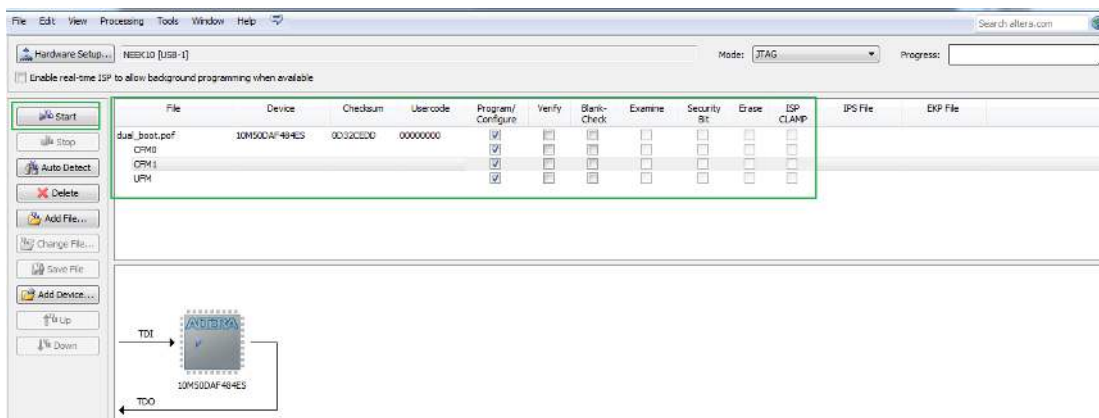 File Edit View Processing Tools Window Help
Search altera.com
Hardware Setup... NEEK10 [USB-1]
Mode: JTAG
Progress:
Enable real-time ISP to allow background programming when available
Start
Stop
Auto Detect
Delete
Add File...
Change File...
Save File
Add Device...
Up
Down
File Device Checksum Usercode Program/ Configure Verify Blank- Check Examine Security Bit Erase ISP CLAMP IPS File EKP File
dual_boot.pof 10M50DAF484ES 0D32CEDD 00000000
CFM0
CFM1
UFM
TDI
ALTERA
10M50DAF484ES
TDO